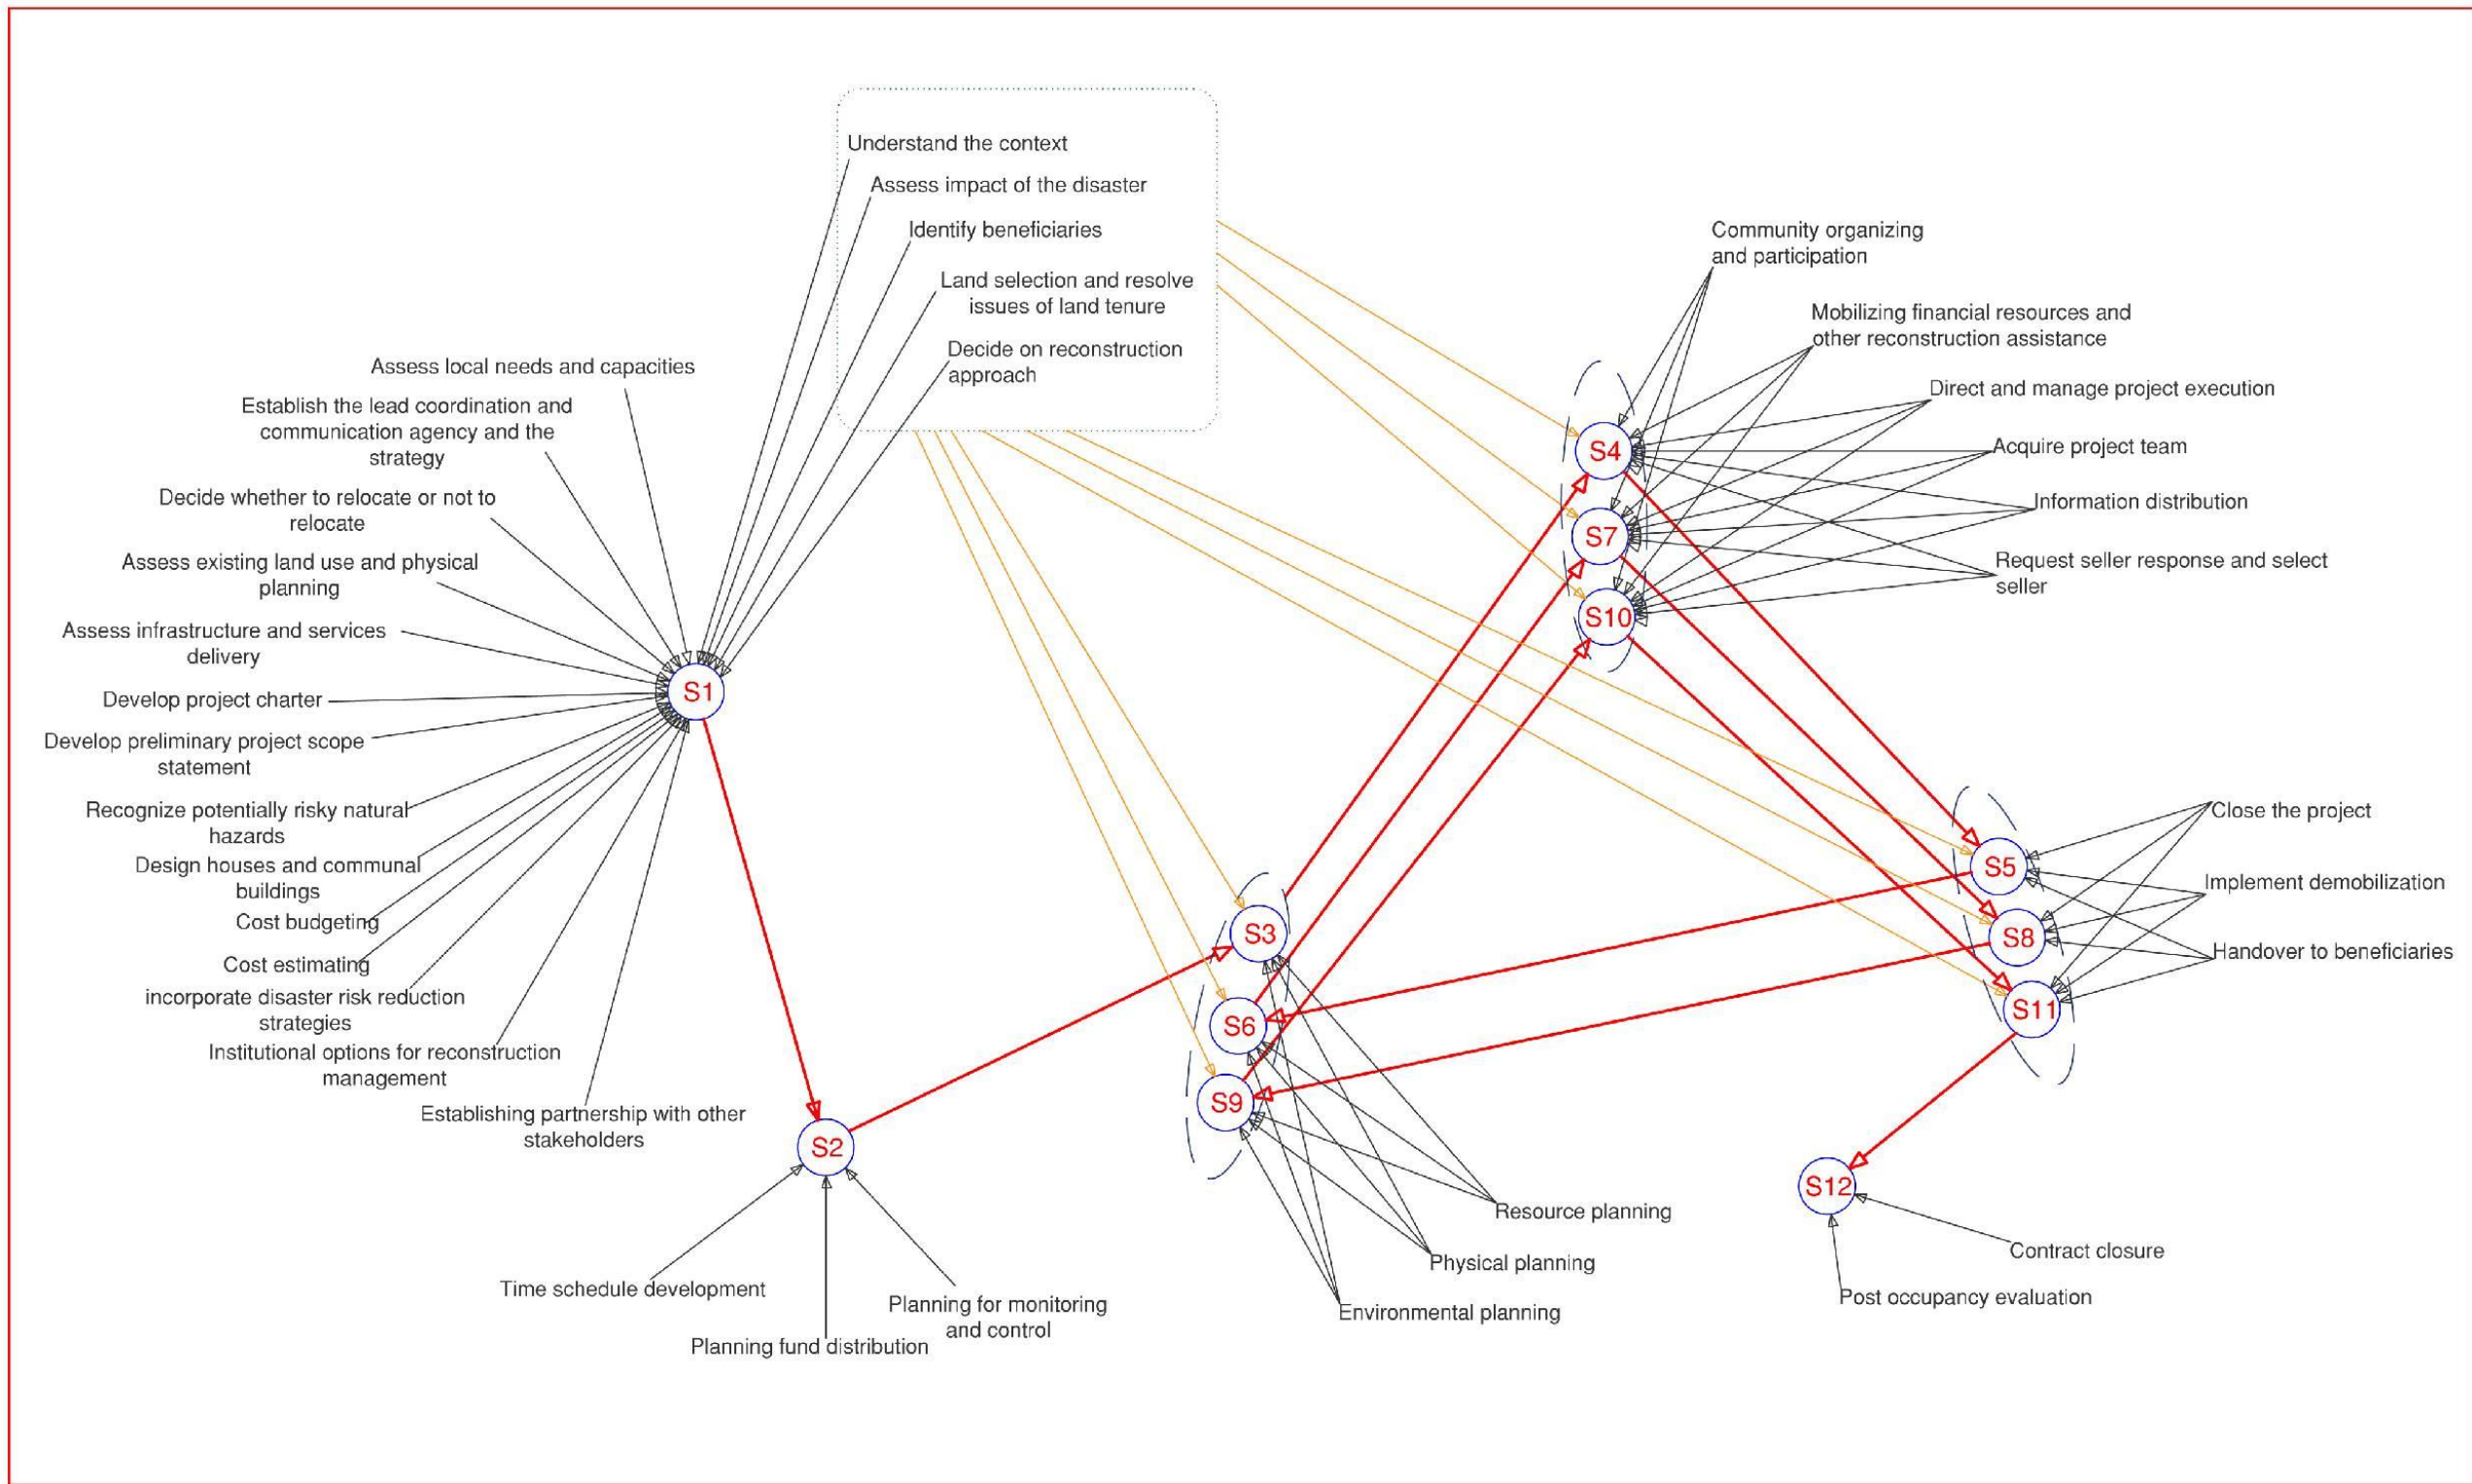 Understand the context
Assess impact of the disaster
Identify beneficiaries
Land selection and resolve
issues of land tenure
Decide on reconstruction
approach
Assess local needs and capacities
Establish the lead coordination and
communication agency and the
strategy
Decide whether to relocate or not to
relocate
Assess existing land use and physical
planning
Assess infrastructure and services
delivery
Develop project charter
Develop preliminary project scope
statement
Recognize potentially risky natural
hazards
Design houses and communal
buildings
Cost budgeting
Cost estimating
incorporate disaster risk reduction
strategies
Institutional options for reconstruction
management
Establishing partnership with other
stakeholders
S1
S2
Time schedule development
Planning fund distribution
Planning for monitoring
and control
S3
S6
S9
Resource planning
Physical planning
Environmental planning
Community organizing
and participation
Mobilizing financial resources and
other reconstruction assistance
Direct and manage project execution
Acquire project team
Information distribution
Request seller response and select
seller
S4
S7
S10
S5
S8
S11
Close the project
Implement demobilization
Handover to beneficiaries
S12
Contract closure
Post occupancy evaluation